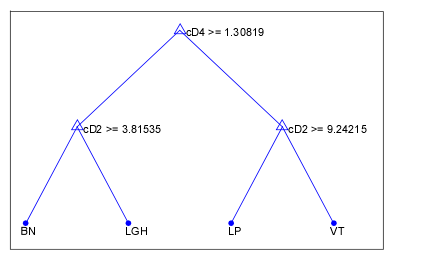 cD4 >= 1.30819
cD2 >= 3.81535
cD2 >= 9.24215
BN
LGH
LP
VT